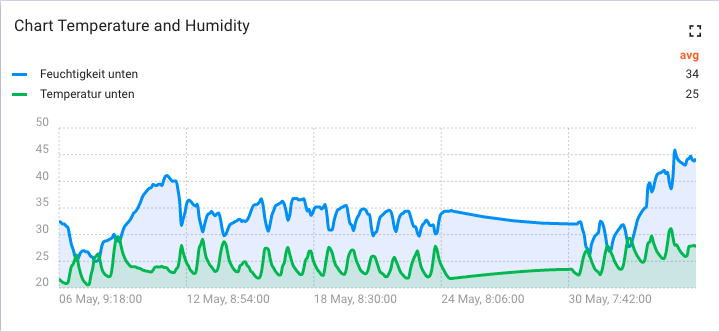 Chart Temperature and Humidity
avg
Feuchtigkeit unten 34
Temperatur unten 25
50
45
40
35
30
25
20
06 May, 9:18:00 12 May, 8:54:00 18 May, 8:30:00 24 May, 8:06:00 30 May, 7:42:00